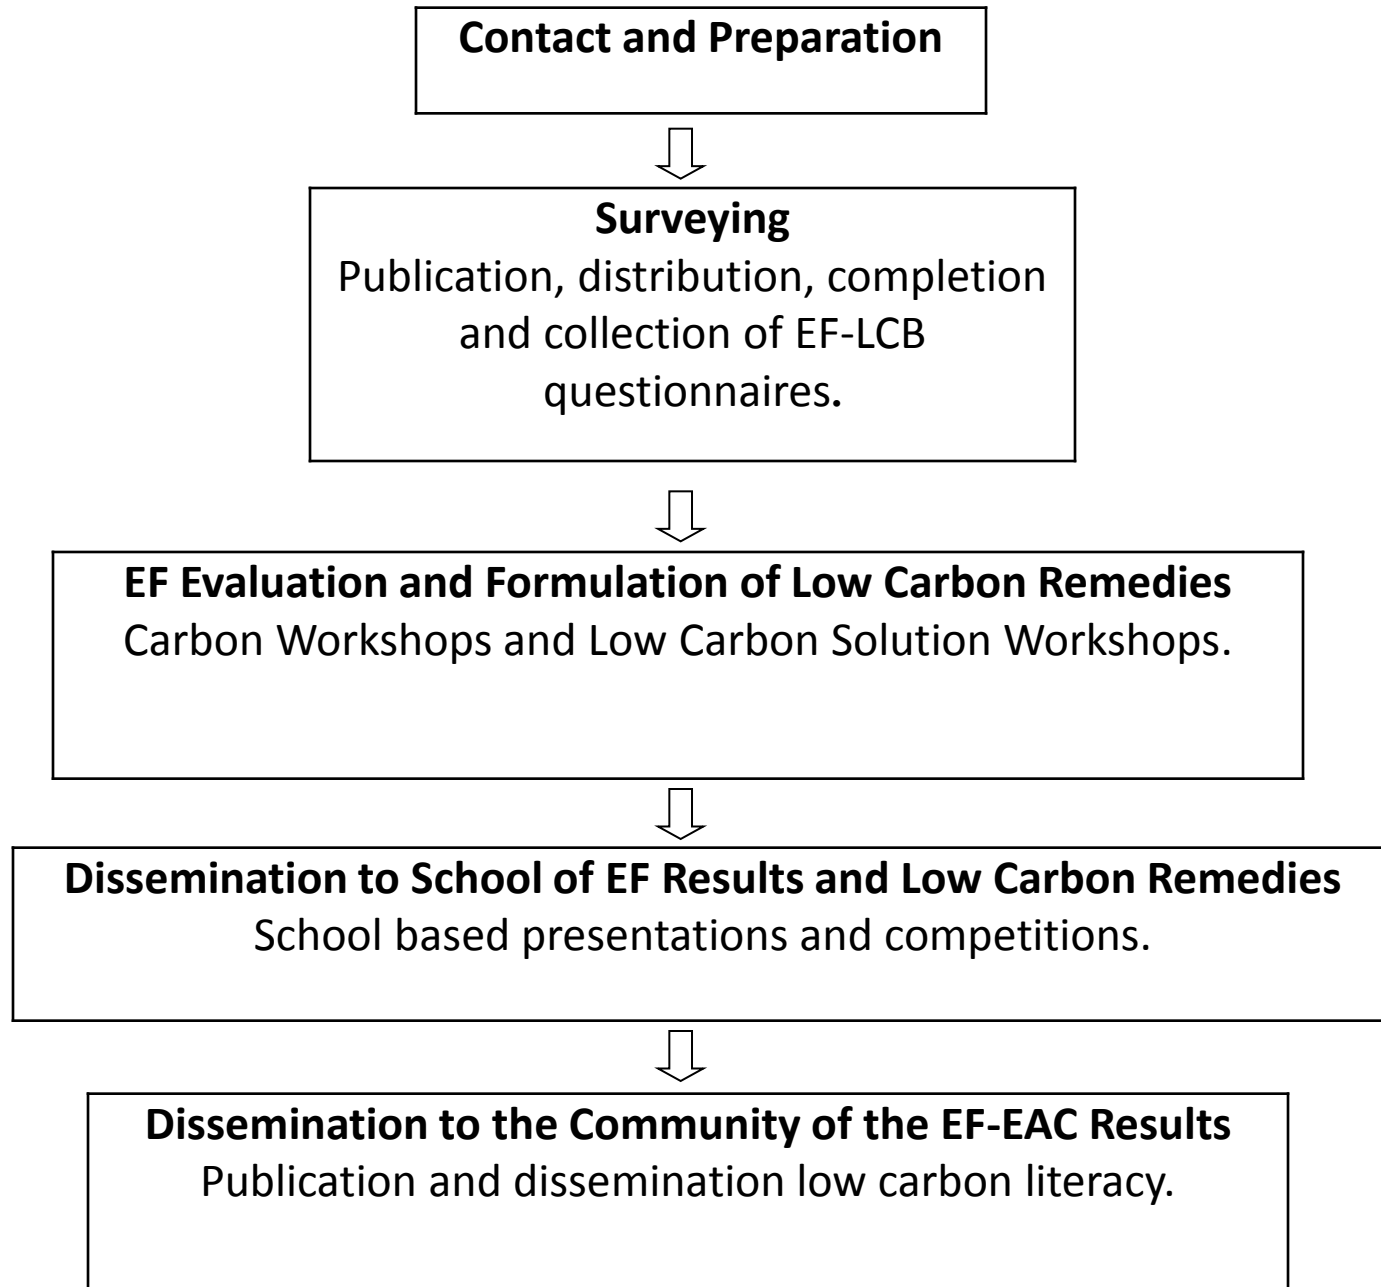 Contact and Preparation
Surveying
Publication, distribution, completion
and collection of EF-LCB
questionnaires.
EF Evaluation and Formulation of Low Carbon Remedies
Carbon Workshops and Low Carbon Solution Workshops.
Dissemination to School of EF Results and Low Carbon Remedies
School based presentations and competitions.
Dissemination to the Community of the EF-EAC Results
Publication and dissemination low carbon literacy.